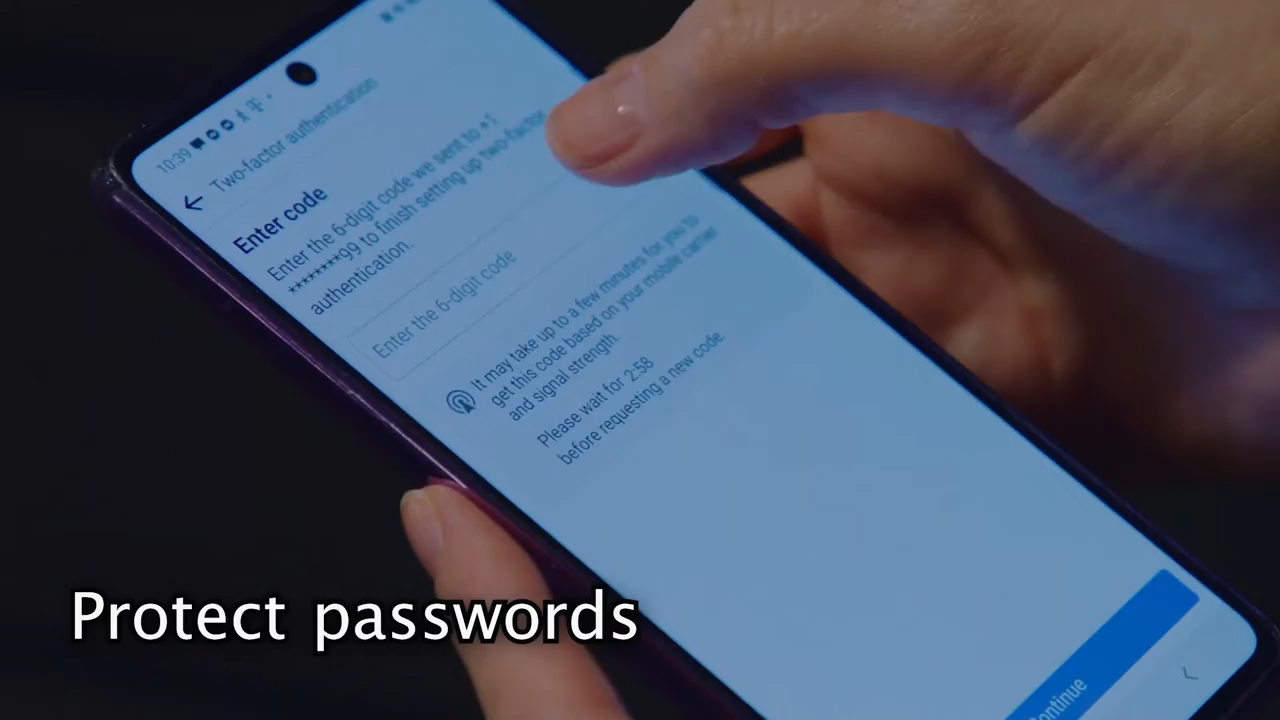 10:39
Two-factor authentication
Enter code
Enter the 6-digit code we sent to +1
********99 to finish setting up two-factor
authentication.
Enter the 6-digit code
It may take up to a few minutes for you to
get this code based on your mobile carrier
and signal strength.
Please wait for 2:58
before requesting a new code.
Continue
Protect passwords